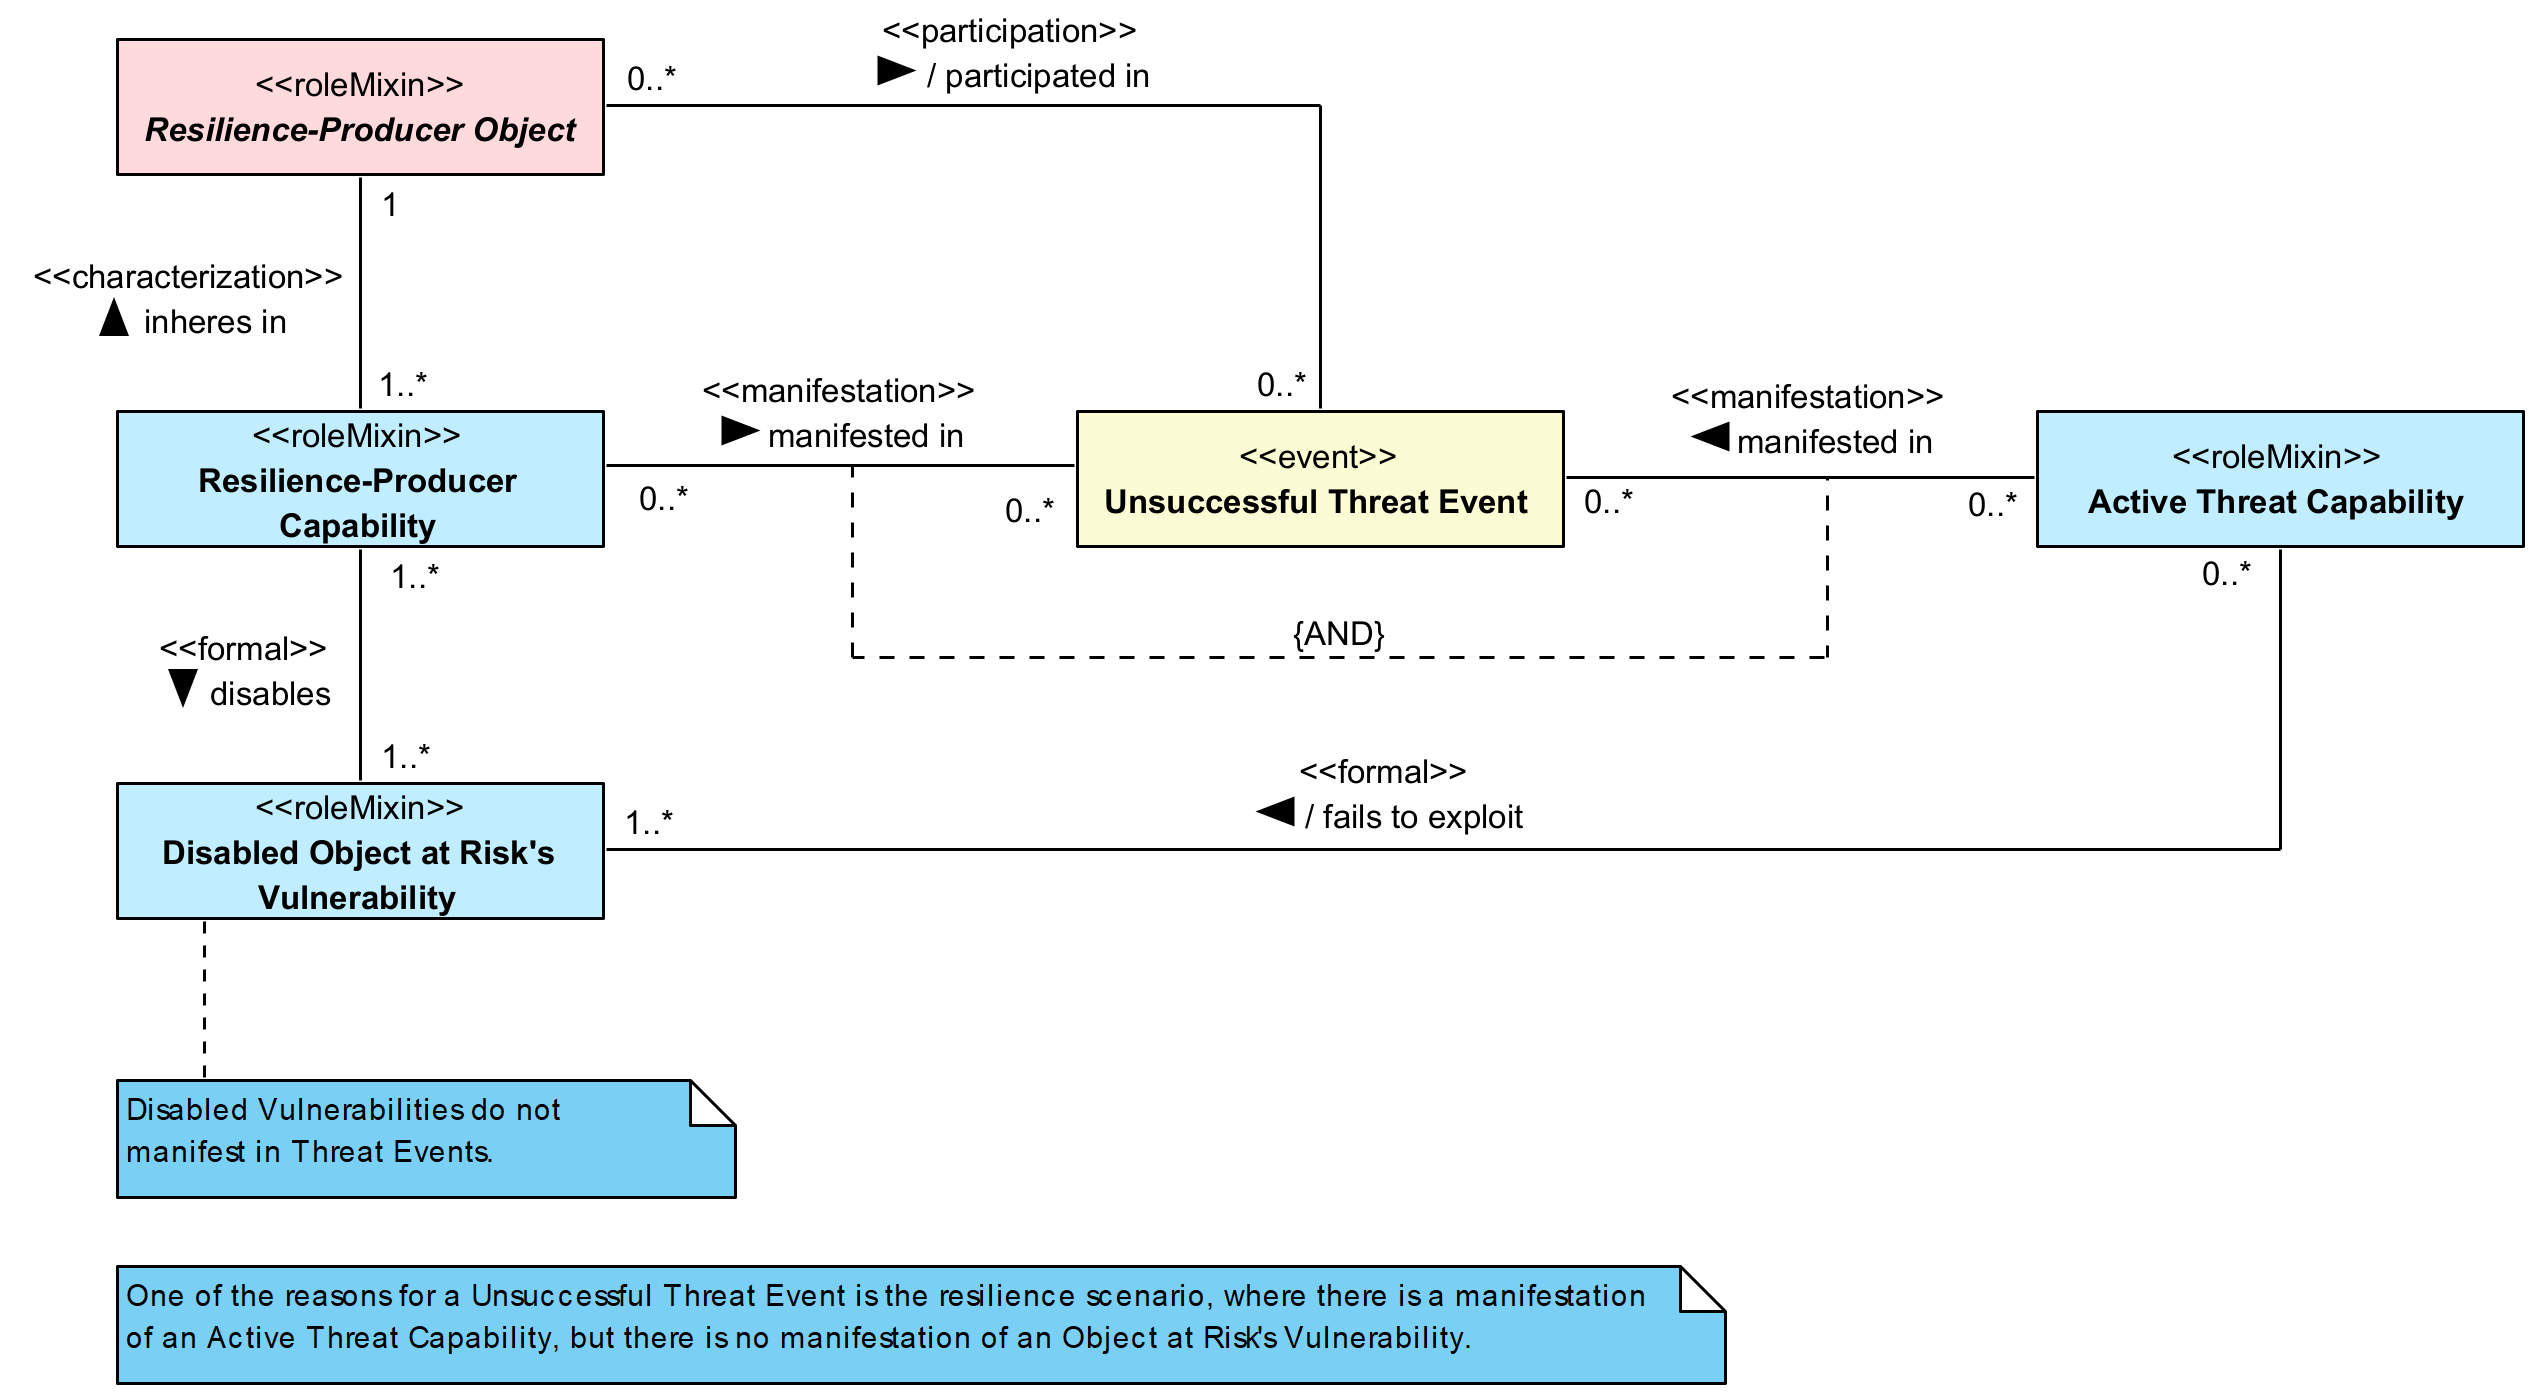 <<participation>>
/ participated in
<<roleMixin>>
Resilience-Producer Object
0..*
1
<<characterization>>
inheres in
1..*
0..*
<<manifestation>>
manifested in
<<manifestation>>
manifested in
<<roleMixin>>
Resilience-Producer
Capability
<<event>>
Unsuccessful Threat Event
<<roleMixin>>
Active Threat Capability
0..*
0..*
0..*
0..*
1..*
0..*
{AND}
<<formal>>
disables
1..*
<<formal>>
/ fails to exploit
1..*
<<roleMixin>>
Disabled Object at Risk's
Vulnerability
Disabled Vulnerabilities do not
manifest in Threat Events.
One of the reasons for a Unsuccessful Threat Event is the resilience scenario, where there is a manifestation
of an Active Threat Capability, but there is no manifestation of an Object at Risk's Vulnerability.